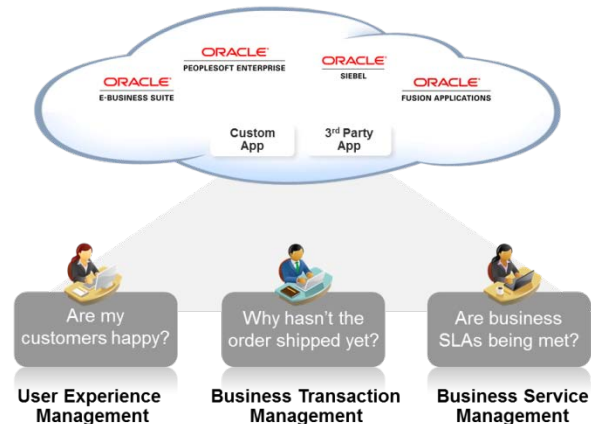 ORACLE®
PEOPLESOFT ENTERPRISE
ORACLE®
SIEBEL
ORACLE®
E-BUSINESS SUITE
ORACLE®
FUSION APPLICATIONS
Custom
App
3rd Party
App
Are my
customers happy?
Why hasn't the
order shipped yet?
Are business
SLAs being met?
User Experience
Management
Business Transaction
Management
Business Service
Management